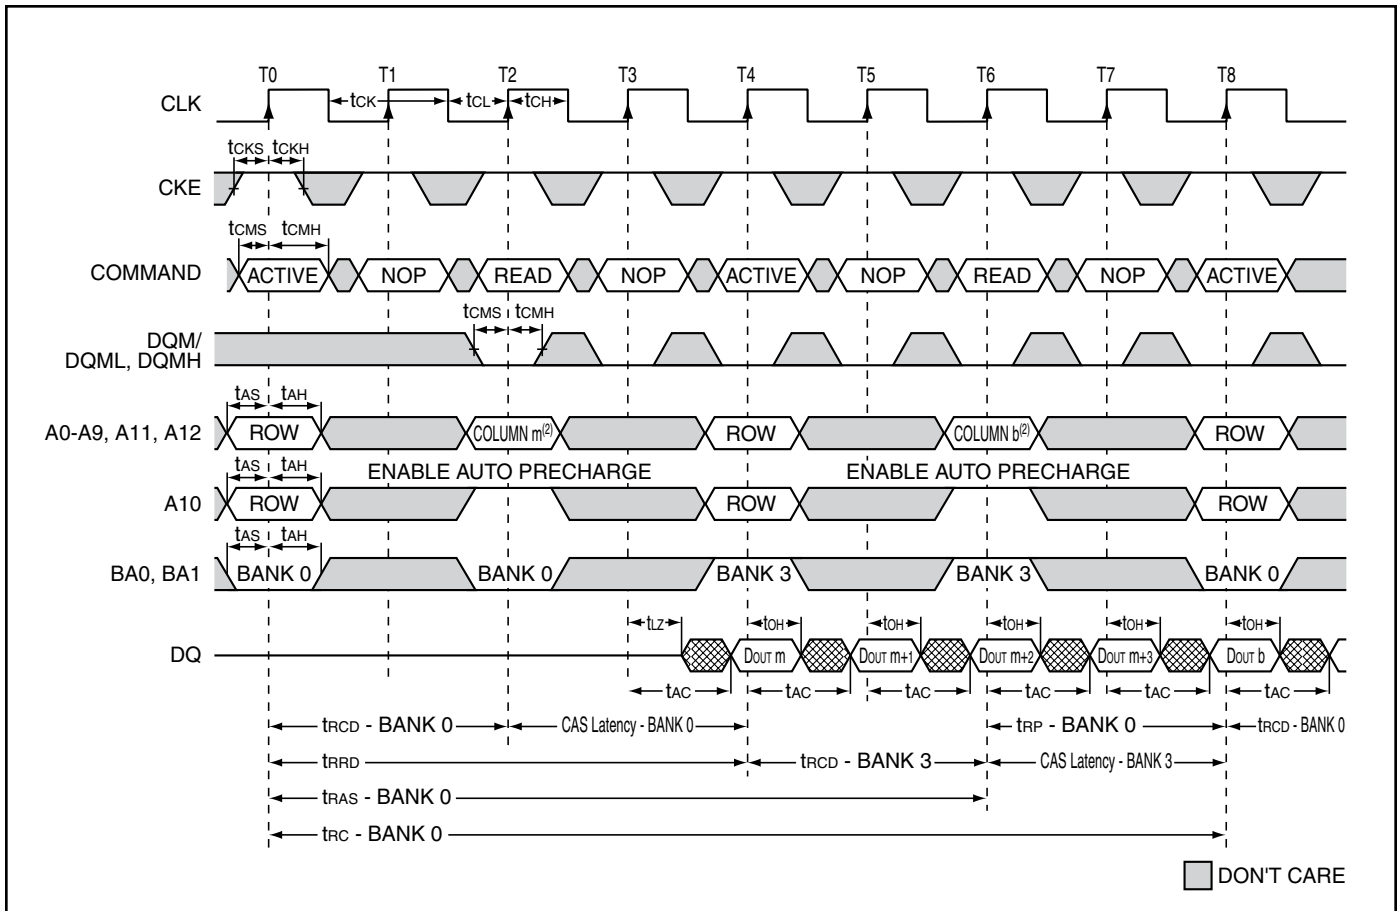 T0 T1 T2 T3 T4 T5 T6 T7 T8
CLK tCK tCL tCH
tCKS tCKH
CKE
tCMS tCMH
COMMAND ACTIVE NOP READ NOP ACTIVE NOP READ NOP ACTIVE
tCMS tCMH
DQM/
DQML, DQMH
tAS tAH
A0-A9, A11, A12 ROW COLUMN m(2) ROW COLUMN b(2) ROW
tAS tAH ENABLE AUTO PRECHARGE ENABLE AUTO PRECHARGE
A10 ROW ROW ROW
tAS tAH
BA0, BA1 BANK 0 BANK 0 BANK 3 BANK 3 BANK 0
tLZ tOH tOH tOH tOH tOH
DQ DOUT m DOUT m+1 DOUT m+2 DOUT m+3 DOUT b
tAC tAC tAC tAC tAC tAC
tRCD - BANK 0 CAS Latency - BANK 0 tRP - BANK 0 tRCD - BANK 0
tRRD tRCD - BANK 3 CAS Latency - BANK 3
tRAS - BANK 0
tRC - BANK 0
DON'T CARE